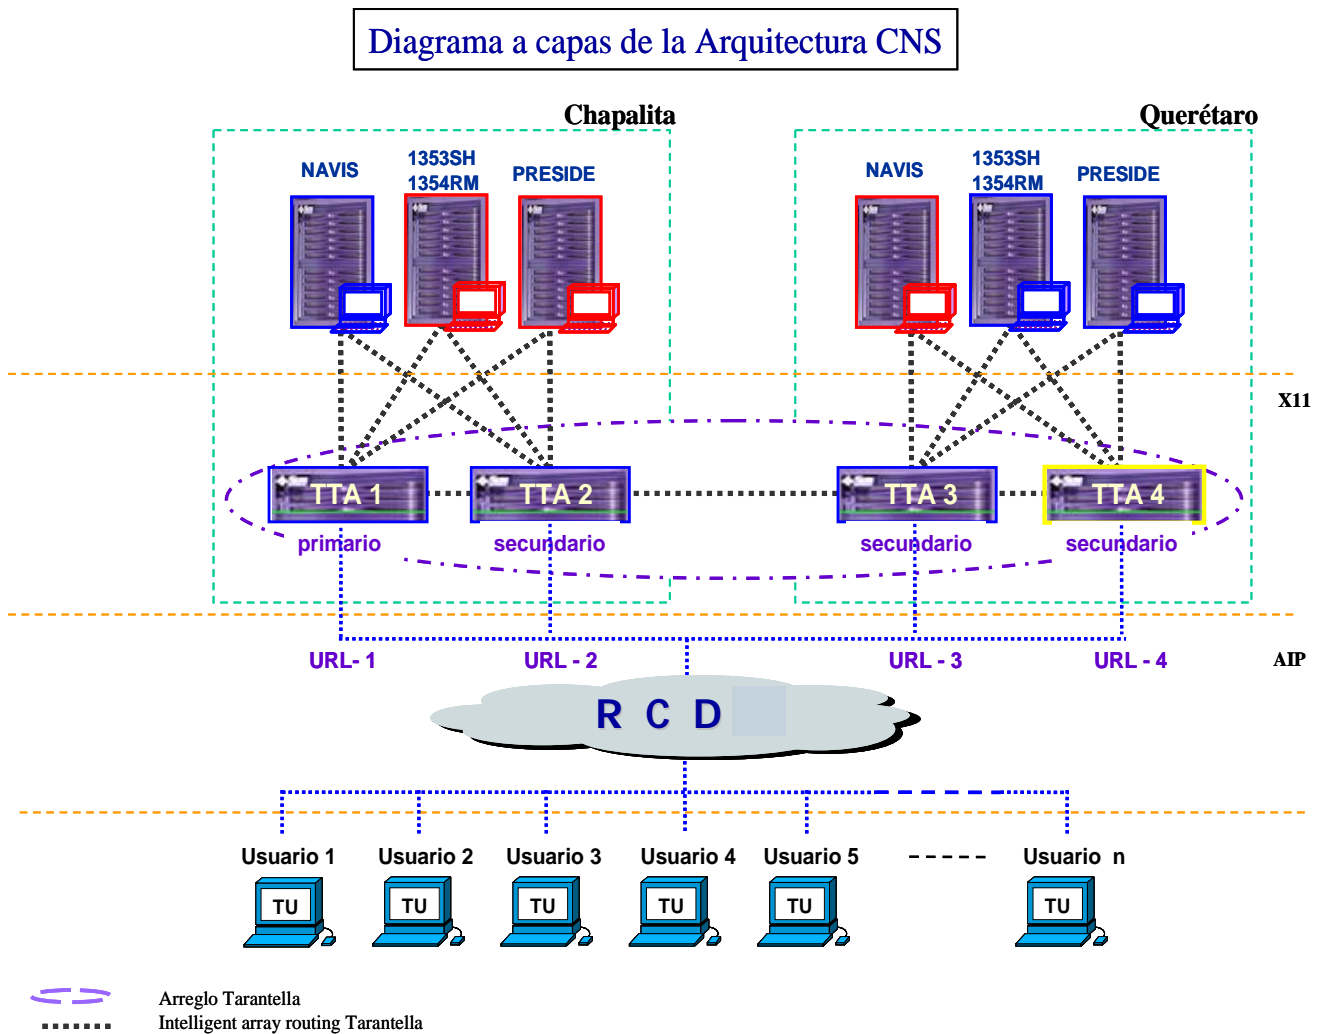 Diagrama a capas de la Arquitectura CNS
Chapalita
Querétaro
NAVIS
1353SH
1354RM
PRESIDE
NAVIS
1353SH
1354RM
PRESIDE
X11
TTA 1
TTA 2
TTA 3
TTA 4
primario
secundario
secundario
secundario
URL- 1
URL - 2
URL - 3
URL - 4
AIP
R C D
Usuario 1
Usuario 2
Usuario 3
Usuario 4
Usuario 5
Usuario n
TU
TU
TU
TU
TU
TU
Arreglo Tarantella
Intelligent array routing Tarantella